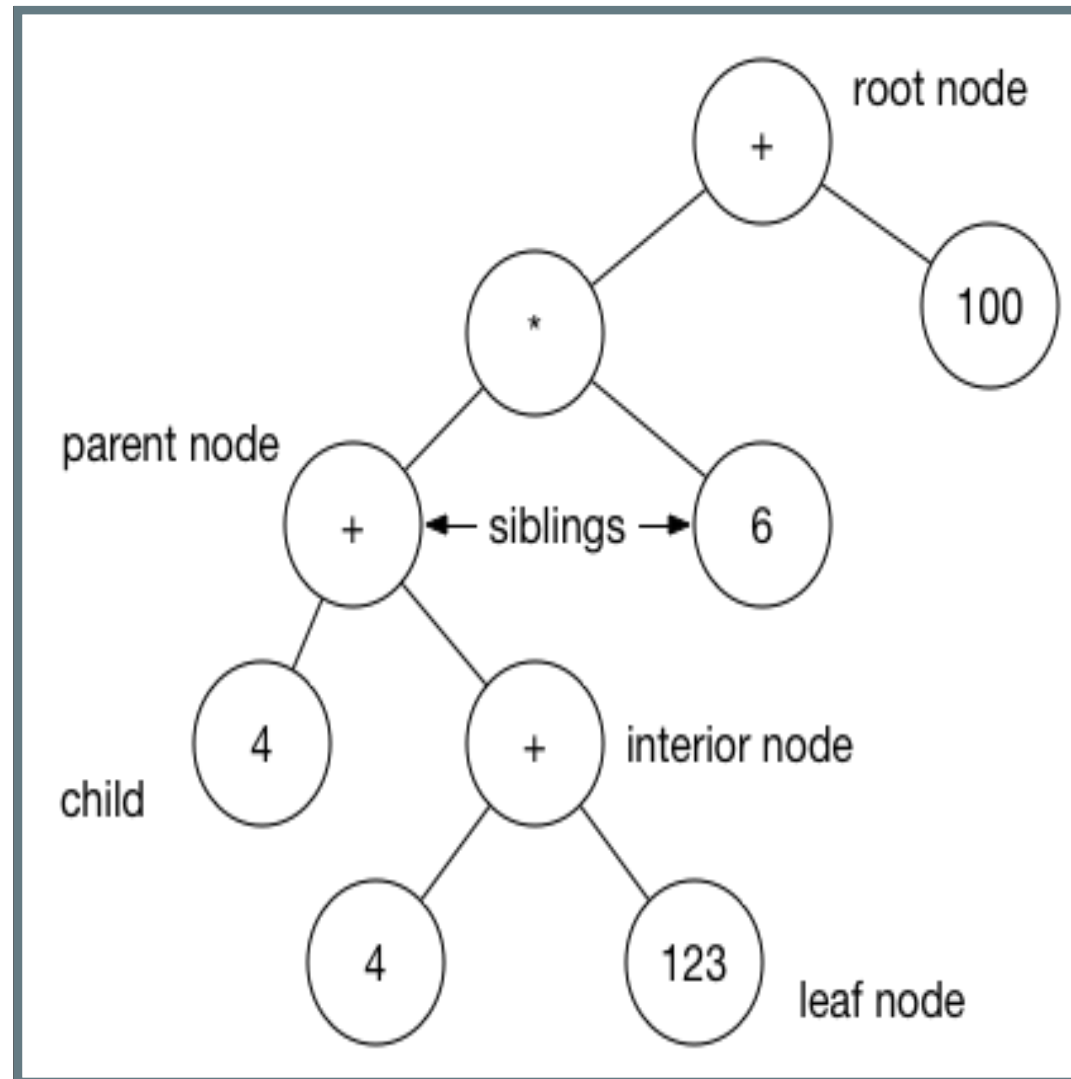 root node
+
100
*
parent node
+
siblings
6
4
+
interior node
child
4
123
leaf node